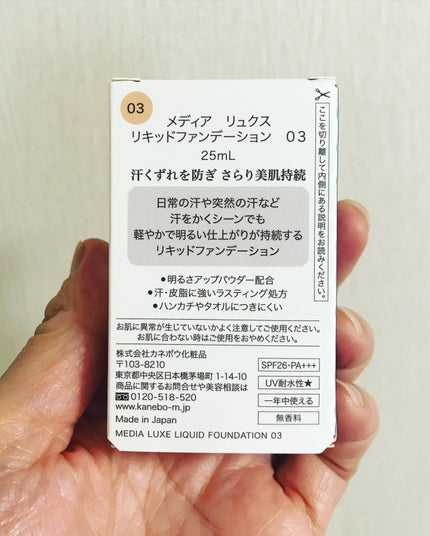 03
メディア　リュクス
リキッドファンデーション　03
25mL
汗くずれを防ぎ さらり美肌持続
日常の汗や突然の汗など
汗をかくシーンでも
軽やかで明るい仕上がりが持続する
リキッドファンデーション
●明るさアップパウダー配合
●汗・皮脂に強いラスティング処方
●ハンカチやタオルにつきにくい
お肌に異常が生じていないかよく注意してご使用ください。
お肌に合わない時はご使用をおやめください。
株式会社カネボウ化粧品
〒103-8210
東京都中央区日本橋茅場町 1-14-10
商品に関するお問合せや美容相談は
0120-518-520
www.kanebo-m.jp
Made in Japan
MEDIA LUXE LIQUID FOUNDATION 03
SPF26・PA+++
UV耐水性★
一年中使える
無香料
ここを切り離して内側にある説明をお読みください。